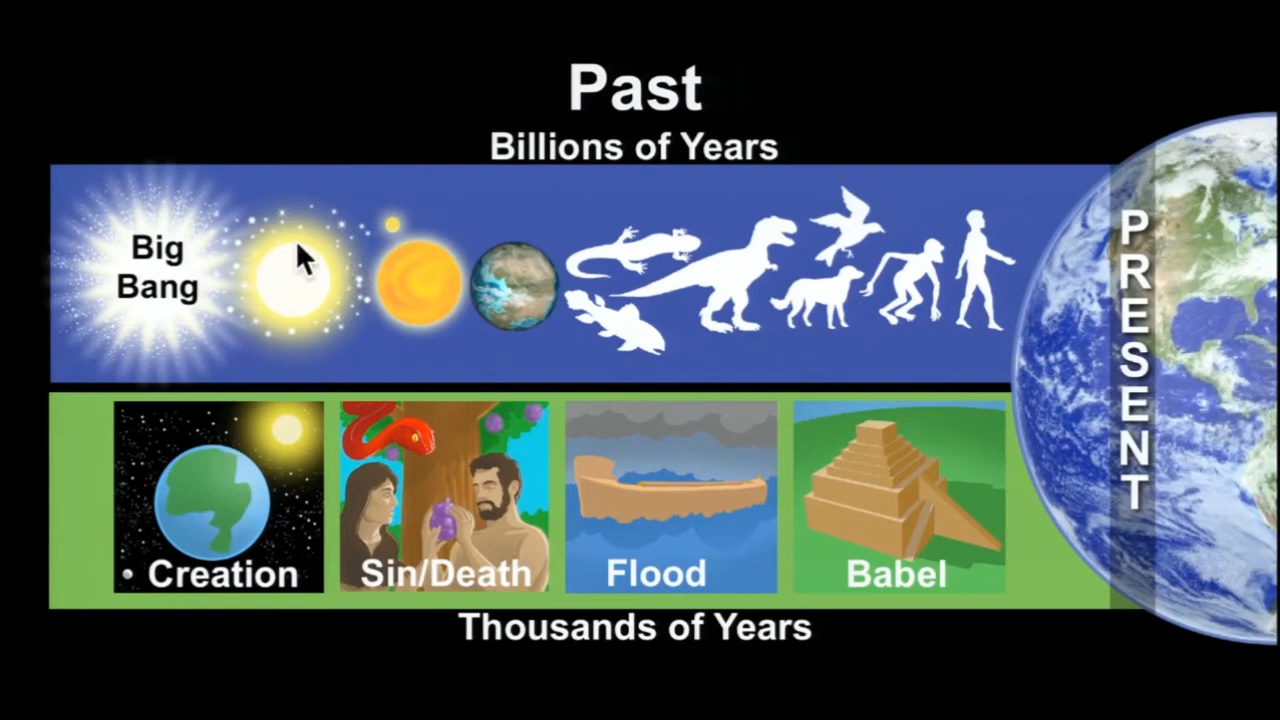 Past
Billions of Years
Big
Bang
PRESENT
Creation
Sin/Death
Flood
Babel
Thousands of Years